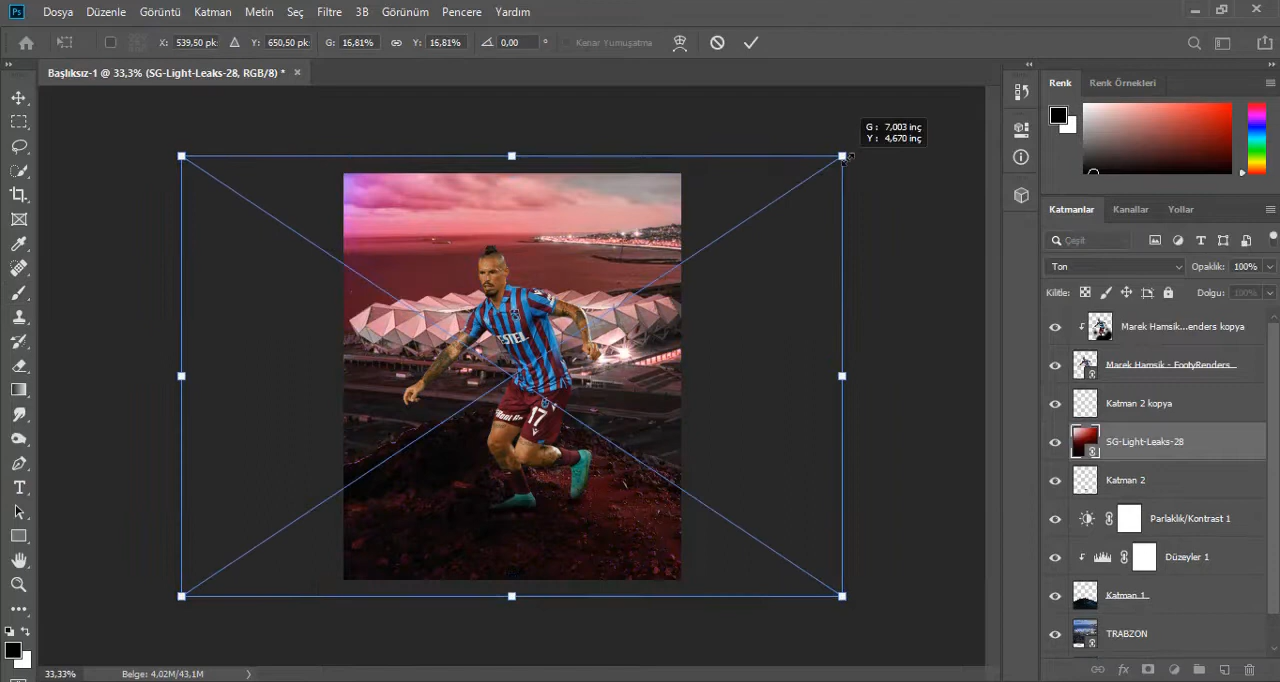 Ps Dosya Düzenle Görüntü Katman Metin Seç Filtre 3B Görünüm Pencere Yardım
X: 539,50 pk: Y: 650,50 pk: G: 16,81% Y: 16,81% 0,00 ° Kenar Yumuşatma
Başlıksız-1 @ 33,3% (SG-Light-Leaks-28, RGB/8) * ×
G : 7,003 inç
Y : 4,670 inç
17
Renk Renk Örnekleri
Katmanlar Kanallar Yollar
Çeşit
Ton Opaklık: 100%
Kilitle: Dolgu: 100%
Marek Hamsik...enders kopya
Marek Hamsik - FootyRenders
Katman 2 kopya
SG-Light-Leaks-28
Katman 2
Parlaklık/Kontrast 1
Düzeyler 1
Katman 1
TRABZON
33,33% Belge: 4,02M/43,1M